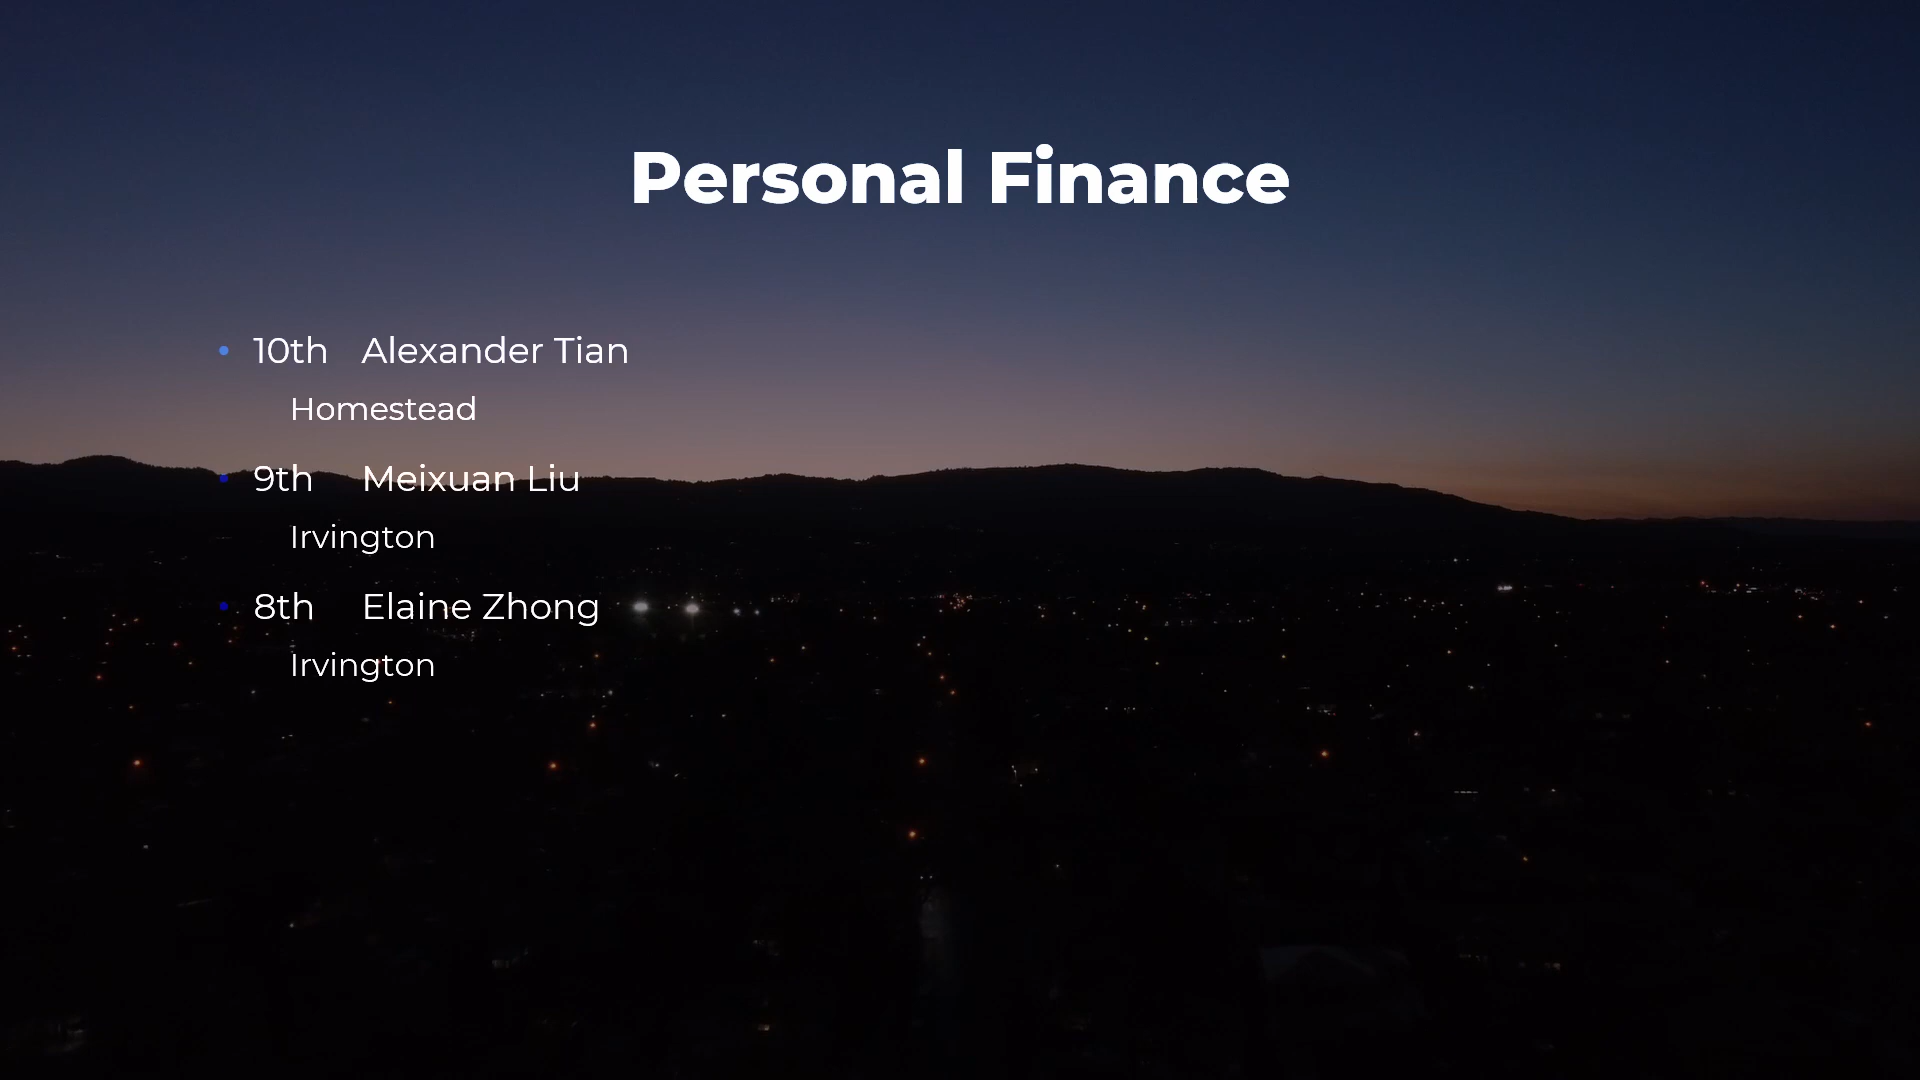 Personal Finance
• 10th Alexander Tian
Homestead
• 9th Meixuan Liu
Irvington
• 8th Elaine Zhong
Irvington